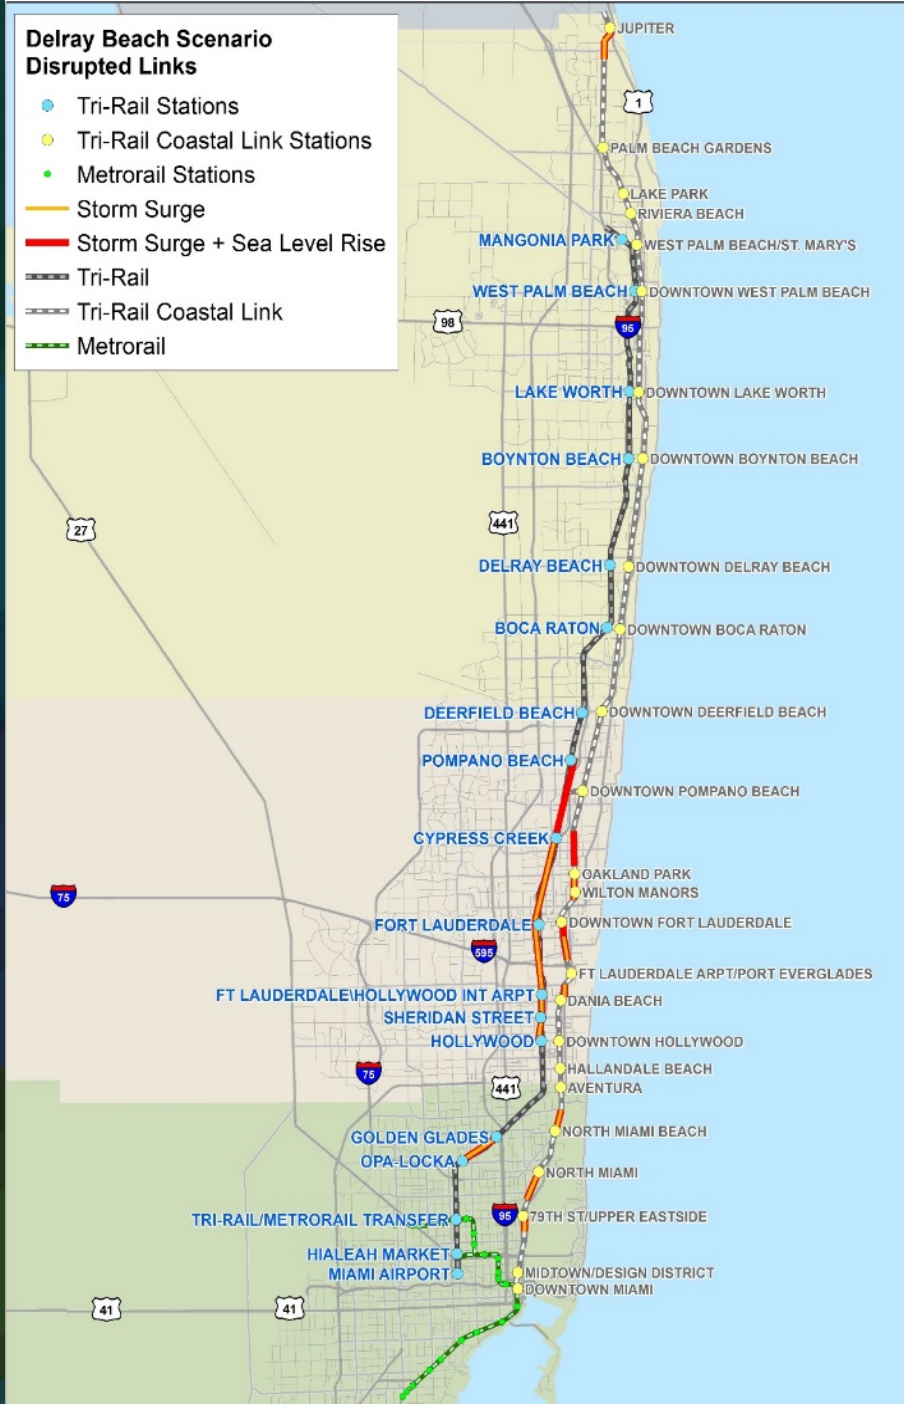 Delray Beach Scenario
Disrupted Links
Tri-Rail Stations
Tri-Rail Coastal Link Stations
Metrorail Stations
Storm Surge
Storm Surge + Sea Level Rise
Tri-Rail
Tri-Rail Coastal Link
Metrorail
JUPITER
1
PALM BEACH GARDENS
LAKE PARK
RIVIERA BEACH
MANGONIA PARK
WEST PALM BEACH/ST. MARY'S
WEST PALM BEACH
DOWNTOWN WEST PALM BEACH
98
95
LAKE WORTH
DOWNTOWN LAKE WORTH
BOYNTON BEACH
DOWNTOWN BOYNTON BEACH
27
441
DELRAY BEACH
DOWNTOWN DELRAY BEACH
BOCA RATON
DOWNTOWN BOCA RATON
DEERFIELD BEACH
DOWNTOWN DEERFIELD BEACH
POMPANO BEACH
DOWNTOWN POMPANO BEACH
CYPRESS CREEK
OAKLAND PARK
75
WILTON MANORS
FORT LAUDERDALE
DOWNTOWN FORT LAUDERDALE
595
FT LAUDERDALE ARPT/PORT EVERGLADES
FT LAUDERDALE\HOLLYWOOD INT ARPT
DANIA BEACH
SHERIDAN STREET
HOLLYWOOD
DOWNTOWN HOLLYWOOD
HALLANDALE BEACH
75
441
AVENTURA
GOLDEN GLADES
NORTH MIAMI BEACH
OPA-LOCKA
NORTH MIAMI
TRI-RAIL/METRORAIL TRANSFER
95
79TH ST/UPPER EASTSIDE
HIALEAH MARKET
MIAMI AIRPORT
MIDTOWN/DESIGN DISTRICT
DOWNTOWN MIAMI
41
41